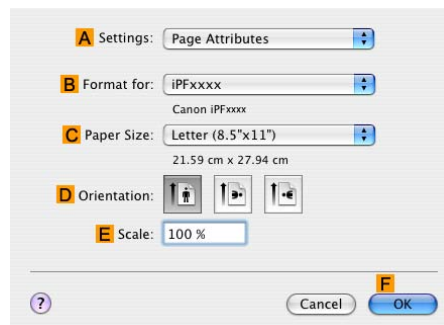 A Settings: Page Attributes
B Format for: iPFxxxx
Canon iPFxxxx
C Paper Size: Letter (8.5"x11")
21.59 cm x 27.94 cm
D Orientation:
E Scale: 100 %
F
? Cancel OK